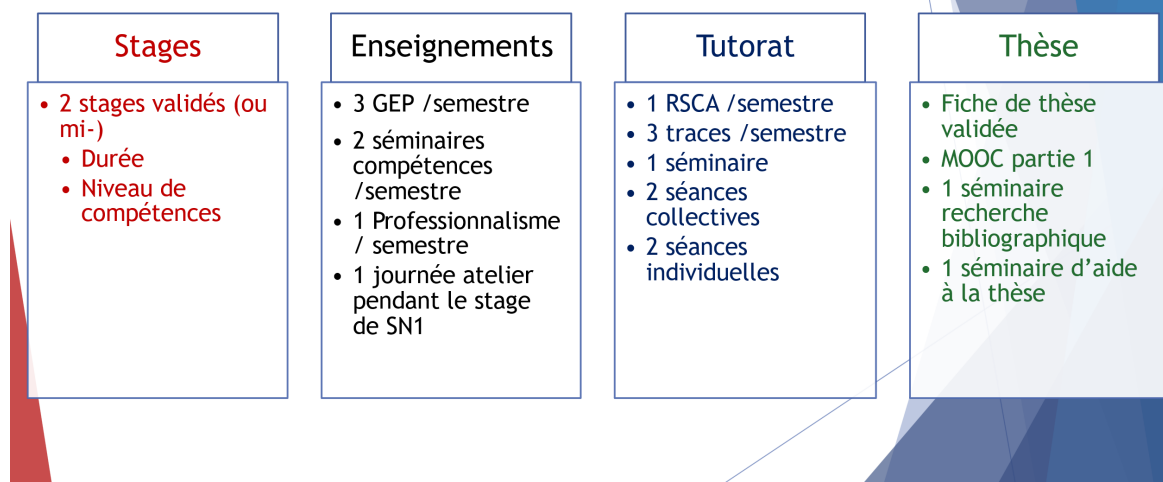 Stages
• 2 stages validés (ou
mi-)
• Durée
• Niveau de
compétences
Enseignements
• 3 GEP /semestre
• 2 séminaires
compétences
/semestre
• 1 Professionnalisme
/ semestre
• 1 journée atelier
pendant le stage
de SN1
Tutorat
• 1 RSCA /semestre
• 3 traces /semestre
• 1 séminaire
• 2 séances
collectives
• 2 séances
individuelles
Thèse
• Fiche de thèse
validée
• MOOC partie 1
• 1 séminaire
recherche
bibliographique
• 1 séminaire d’aide
à la thèse